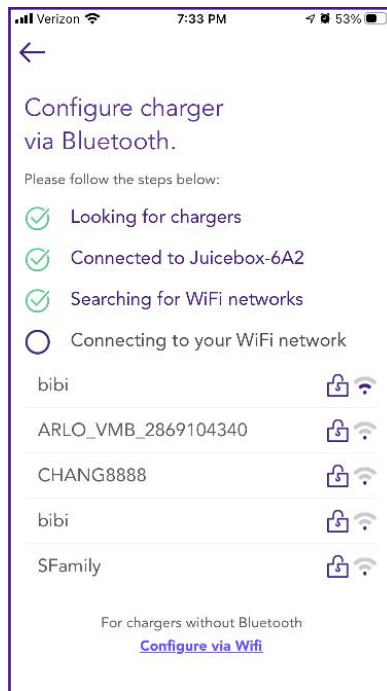 Verizon 7:33 PM 53%
Configure charger
via Bluetooth.
Please follow the steps below:
Looking for chargers
Connected to Juicebox-6A2
Searching for WiFi networks
Connecting to your WiFi network
bibi
ARLO_VMB_2869104340
CHANG8888
bibi
SFamily
For chargers without Bluetooth
Configure via Wifi